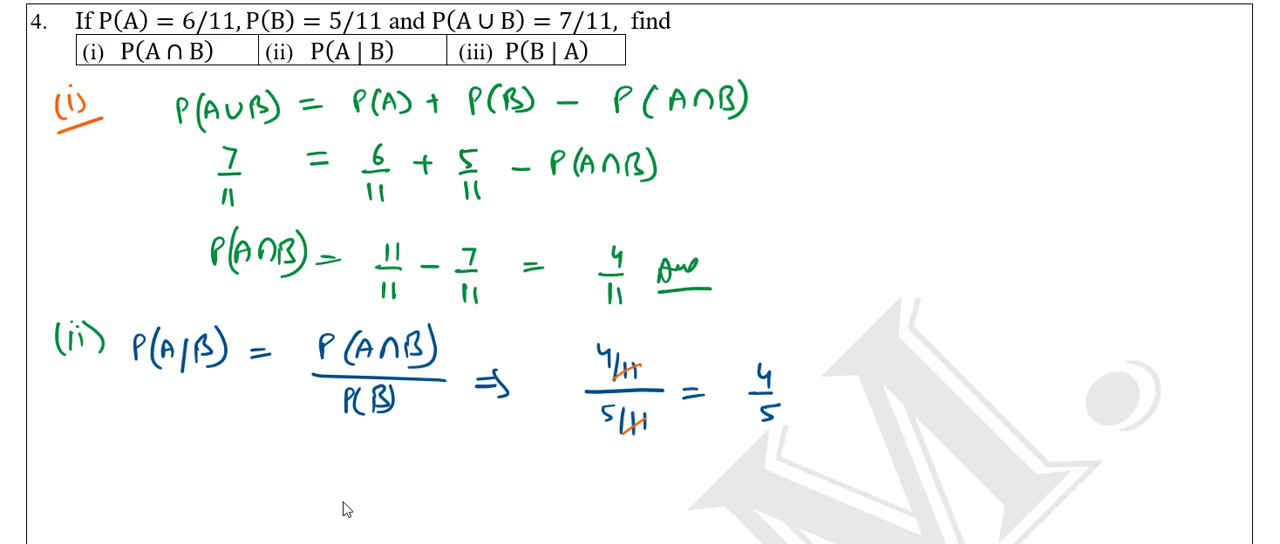 4. If P(A) = 6/11, P(B) = 5/11 and P(A ∪ B) = 7/11, find
(i) P(A ∩ B) (ii) P(A | B) (iii) P(B | A)
(i) P(A∪B) = P(A) + P(B) − P(A∩B)
7/11 = 6/11 + 5/11 − P(A∩B)
P(A∩B) = 11/11 − 7/11 = 4/11 Ans
(ii) P(A/B) = P(A∩B)/P(B) ⇒ (4/11)/(5/11) = 4/5